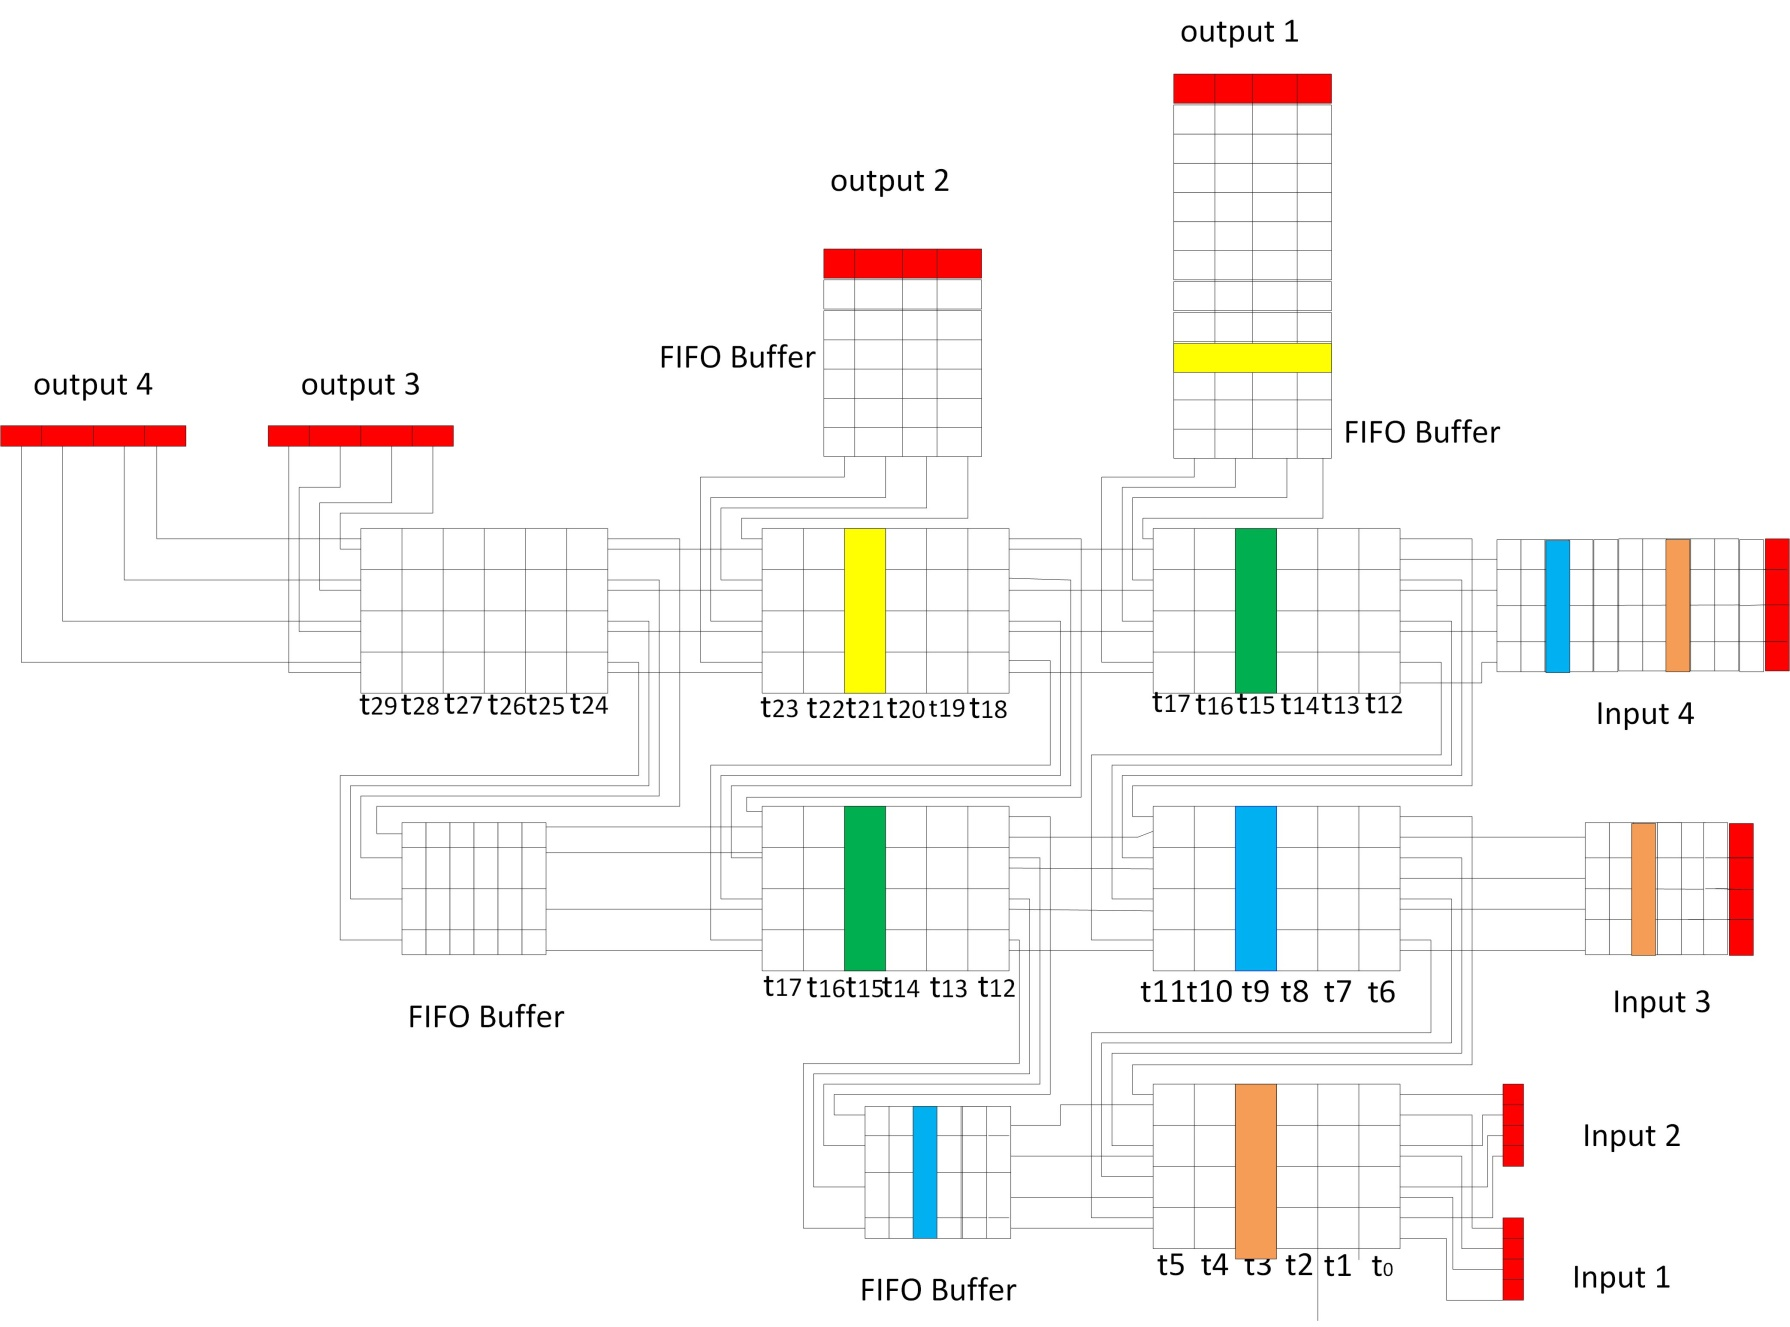 output 1
output 2
FIFO Buffer
output 4
output 3
FIFO Buffer
t29 t28 t27 t26 t25 t24
t23 t22 t21 t20 t19 t18
t17 t16 t15 t14 t13 t12
Input 4
t17 t16 t15 t14 t13 t12
t11 t10 t9 t8 t7 t6
Input 3
FIFO Buffer
Input 2
t5 t4 t3 t2 t1 t0
Input 1
FIFO Buffer